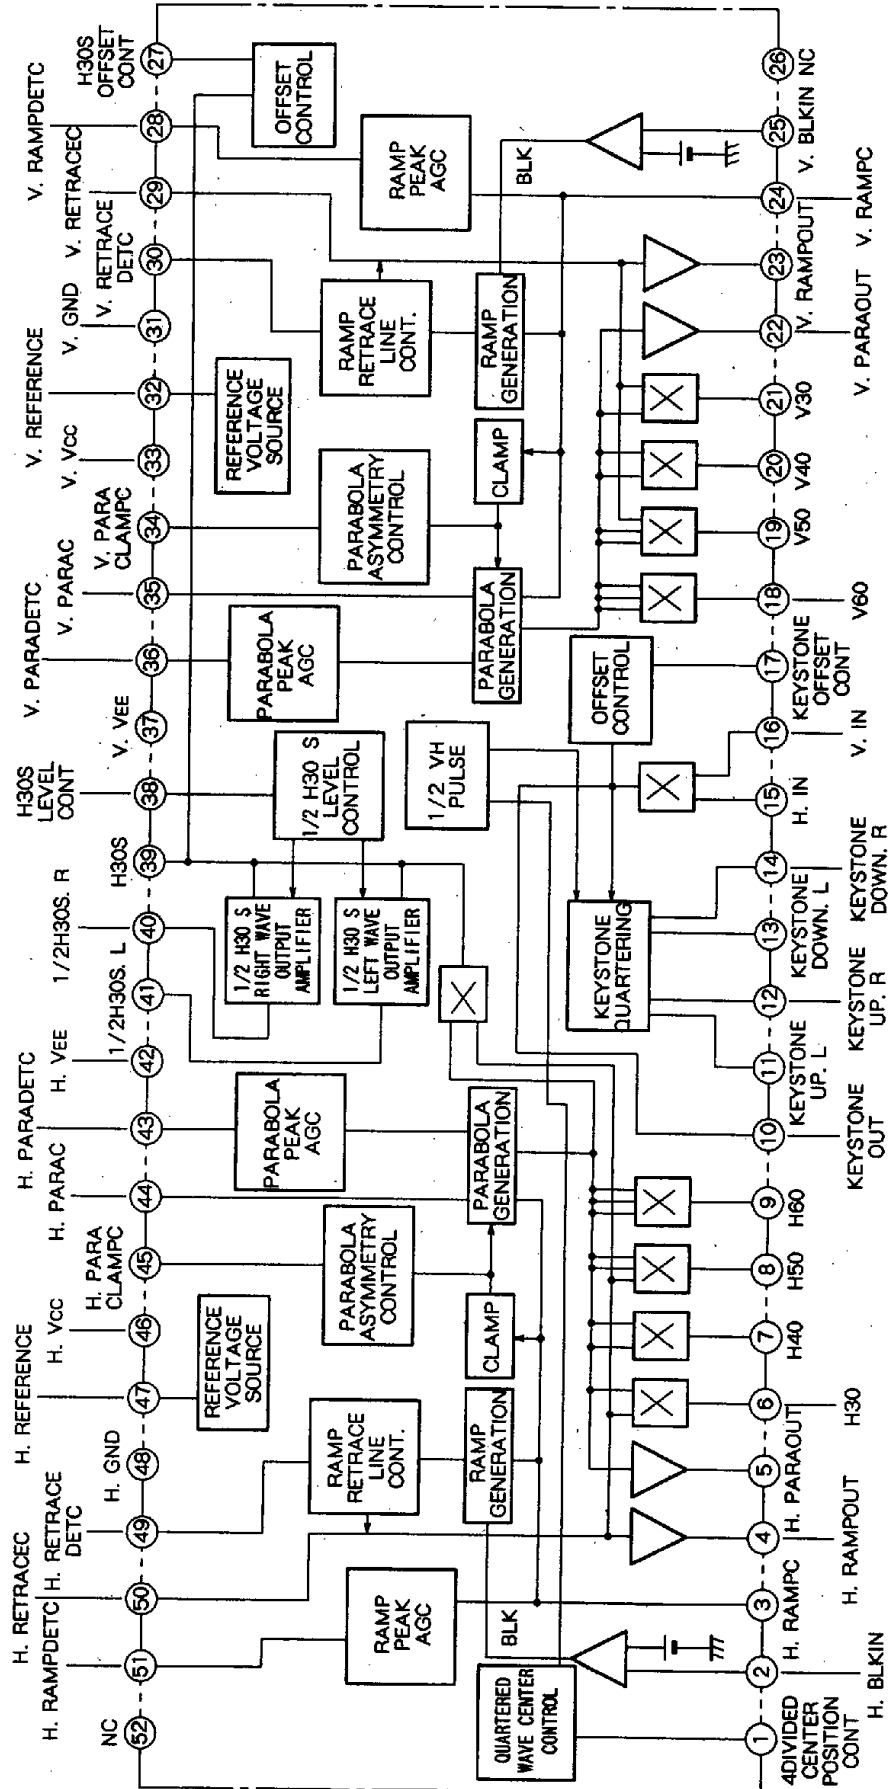 H30S
OFFSET
CONT
27
V. RAMPDETC
28
V. RETRACEC
29
V. RETRACE
DETC
30
V. GND
31
V. REFERENCE
32
V. VCC
33
V. PARA
CLAMPC
34
V. PARAC
35
V. PARADETC
36
V. VEE
37
H30S
LEVEL
CONT
38
H30S
39
1/2H30S. R
40
1/2H30S. L
41
H. VEE
42
H. PARADETC
43
H. PARAC
44
H. PARA
CLAMPC
45
H. VCC
46
H. REFERENCE
47
H. GND
48
H. RETRACE
DETC
49
H. RETRACEC
50
H. RAMPDETC
51
NC
52
OFFSET
CONTROL
RAMP
PEAK
AGC
RAMP
RETRACE
LINE
CONT.
REFERENCE
VOLTAGE
SOURCE
PARABOLA
ASYMMETRY
CONTROL
PARABOLA
PEAK
AGC
1/2 H30 S
LEVEL
CONTROL
1/2 H30 S
RIGHT WAVE
OUTPUT
AMPLIFIER
1/2 H30 S
LEFT WAVE
OUTPUT
AMPLIFIER
PARABOLA
PEAK
AGC
PARABOLA
ASYMMETRY
CONTROL
REFERENCE
VOLTAGE
SOURCE
RAMP
RETRACE
LINE
CONT.
RAMP
PEAK
AGC
BLK
RAMP
GENERATION
CLAMP
PARABOLA
GENERATION
1/2 VH
PULSE
OFFSET
CONTROL
KEYSTONE
QUARTERING
PARABOLA
GENERATION
CLAMP
RAMP
GENERATION
BLK
QUARTERED
WAVE CENTER
CONTROL
26
NC
25
V. BLKIN
24
V. RAMPC
23
V. RAMPOUT
22
V. PARAOUT
21
V30
20
V40
19
V50
18
V60
17
KEYSTONE
OFFSET
CONT
16
V. IN
15
H. IN
14
KEYSTONE
DOWN. R
13
KEYSTONE
DOWN. L
12
KEYSTONE
UP. R
11
KEYSTONE
UP. L
10
KEYSTONE
OUT
9
H60
8
H50
7
H40
6
H30
5
H. PARAOUT
4
H. RAMPOUT
3
H. RAMPC
2
H. BLKIN
1
4DIVIDED
CENTER
POSITION
CONT